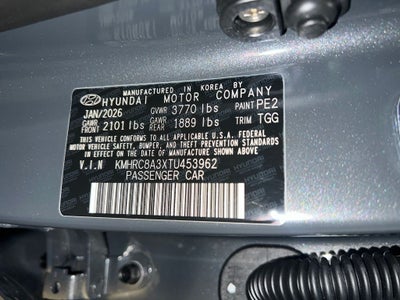 MANUFACTURED IN KOREA BY
HYUNDAI MOTOR COMPANY
JAN/2026 GVWR 3770 lbs PAINT PE2
GAWR FRONT 2101 lbs GAWR REAR 1889 lbs TRIM TGG
THIS VEHICLE CONFORMS TO ALL APPLICABLE U.S.A. FEDERAL
MOTOR VEHICLE SAFETY, BUMPER, AND THEFT PREVENTION
STANDARDS IN EFFECT ON THE DATE OF MANUFACTURE SHOWN ABOVE.
V.I.N KMHRC8A3XTU453962
PASSENGER CAR